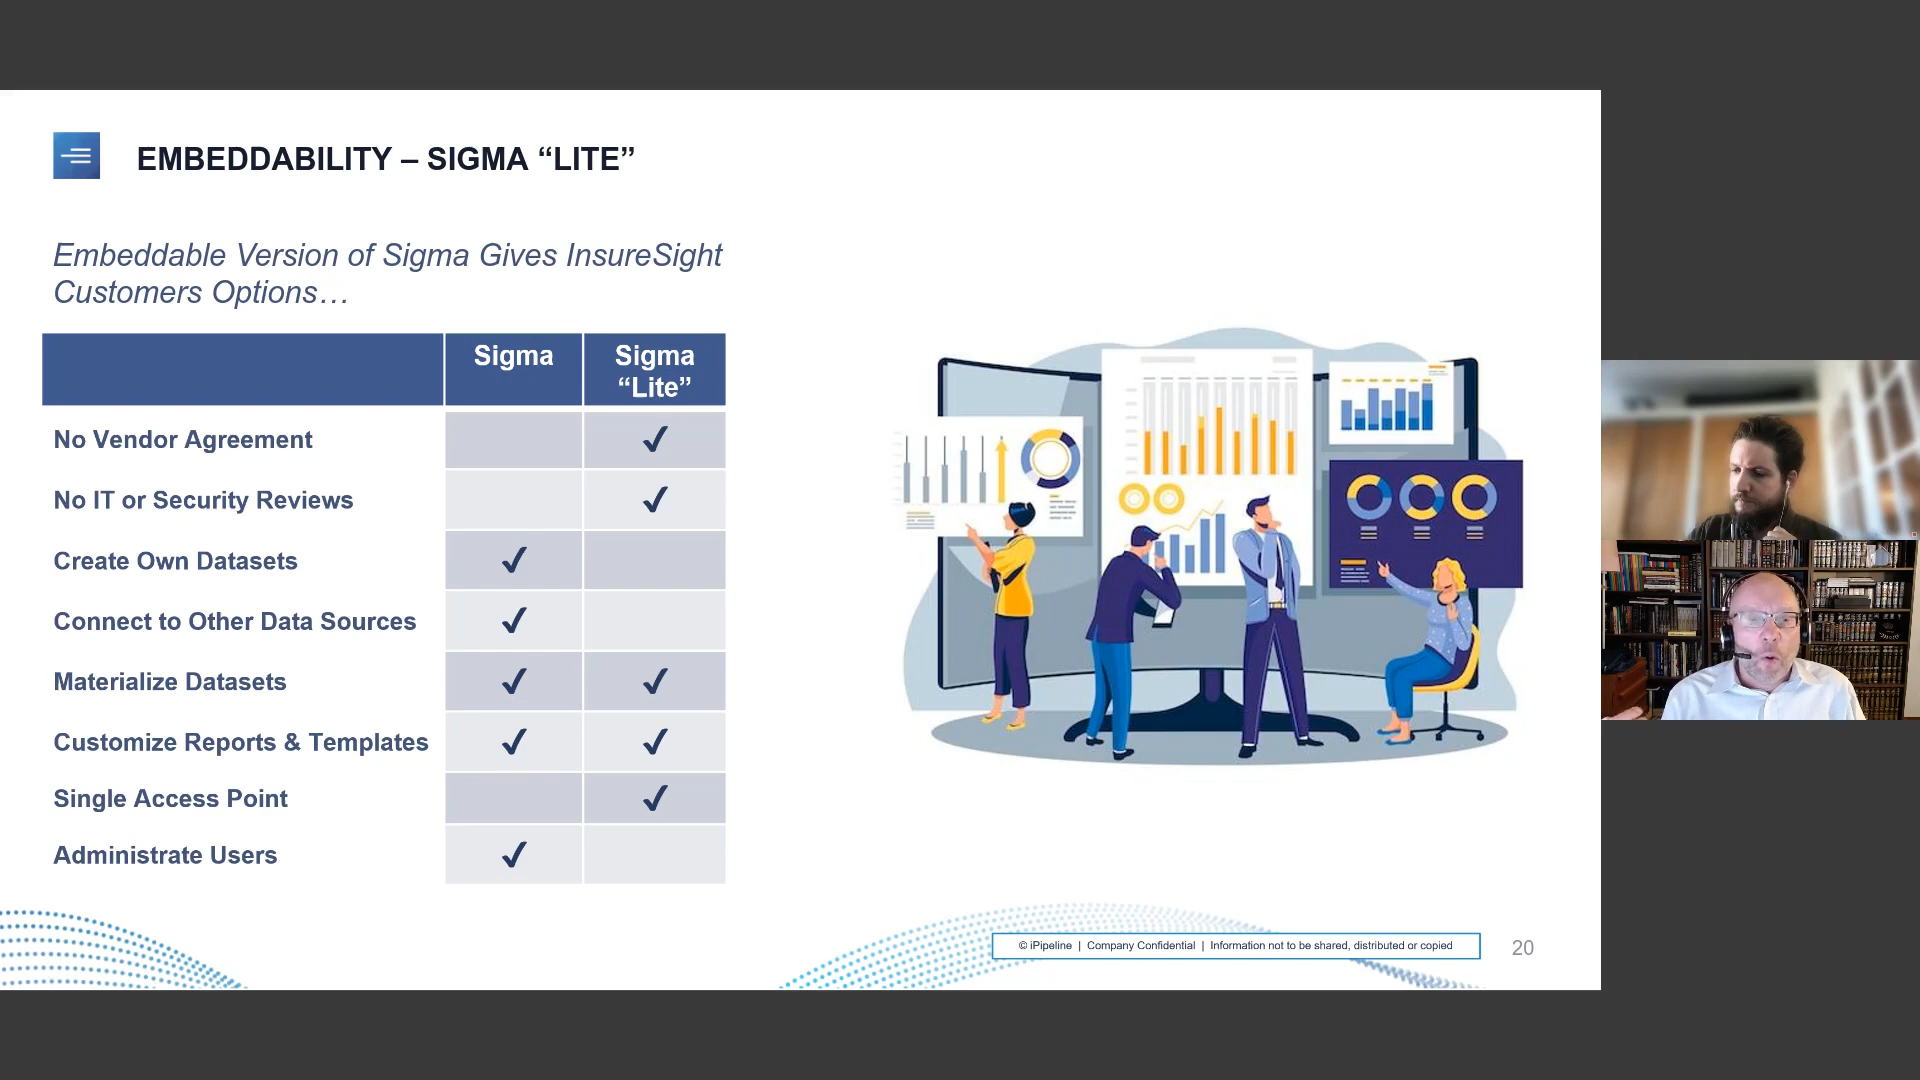 EMBEDDABILITY – SIGMA “LITE”
Embeddable Version of Sigma Gives InsureSight
Customers Options…
Sigma
Sigma
“Lite”
No Vendor Agreement ✓
No IT or Security Reviews ✓
Create Own Datasets ✓
Connect to Other Data Sources ✓
Materialize Datasets ✓ ✓
Customize Reports & Templates ✓ ✓
Single Access Point ✓
Administrate Users ✓
© iPipeline | Company Confidential | Information not to be shared, distributed or copied
20